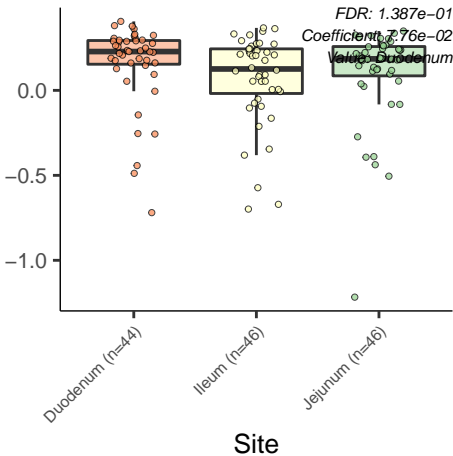 FDR: 1.387e−01
Coefficient: 7.76e−02
Value: Duodenum
0.0
−0.5
−1.0
Duodenum (n=44)
Ileum (n=46)
Jejunum (n=46)
Site